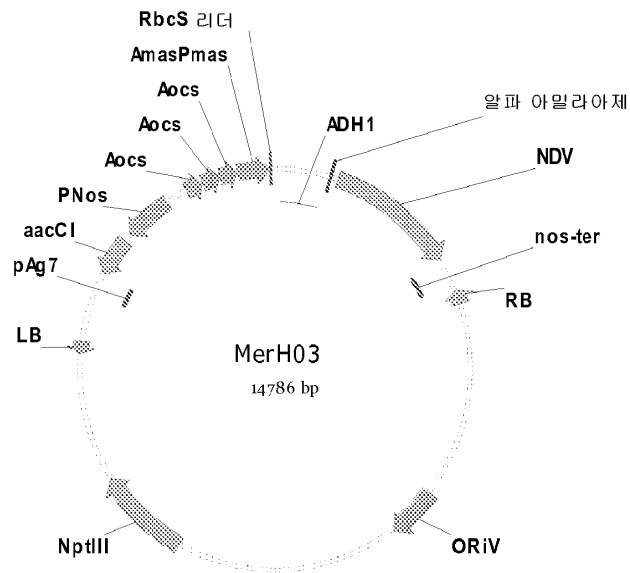 RbcS 리더
AmasPmas
Aocs
알파 아밀라아제
Aocs
ADH1
Aocs
NDV
PNos
aacCI
nos-ter
pAg7
RB
LB
MerH03
14786 bp
NptIII
ORiV